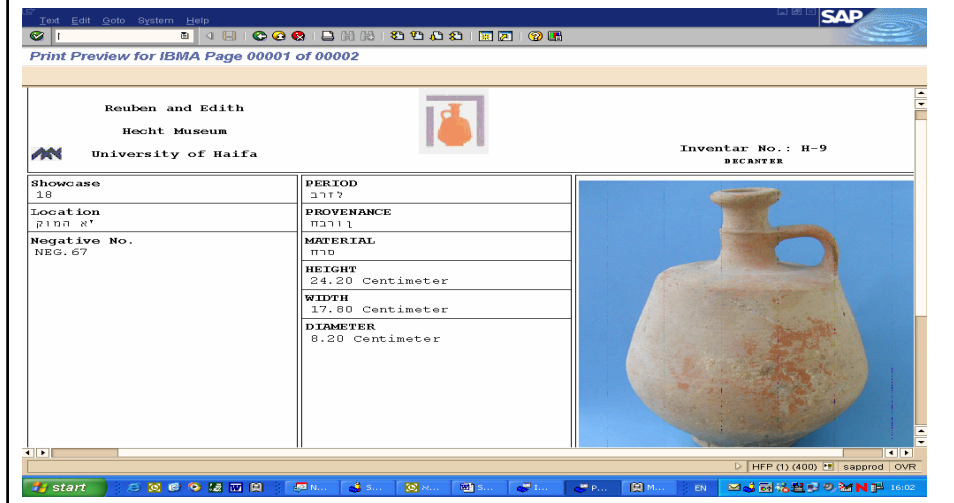 Text Edit Goto System Help
SAP
Print Preview for IBMA Page 00001 of 00002
Reuben and Edith
Hecht Museum
University of Haifa
Inventar No.: H-9
DECANTER
Showcase
18
Location
'א המוק
Negative No.
NEG.67
PERIOD
לזרב
PROVENANCE
ןורבח
MATERIAL
סרח
HEIGHT
24.20 Centimeter
WIDTH
17.80 Centimeter
DIAMETER
8.20 Centimeter
HFP (1) (400) sapprod OVR
start N... S... א... S... I... P... M... EN 16:02